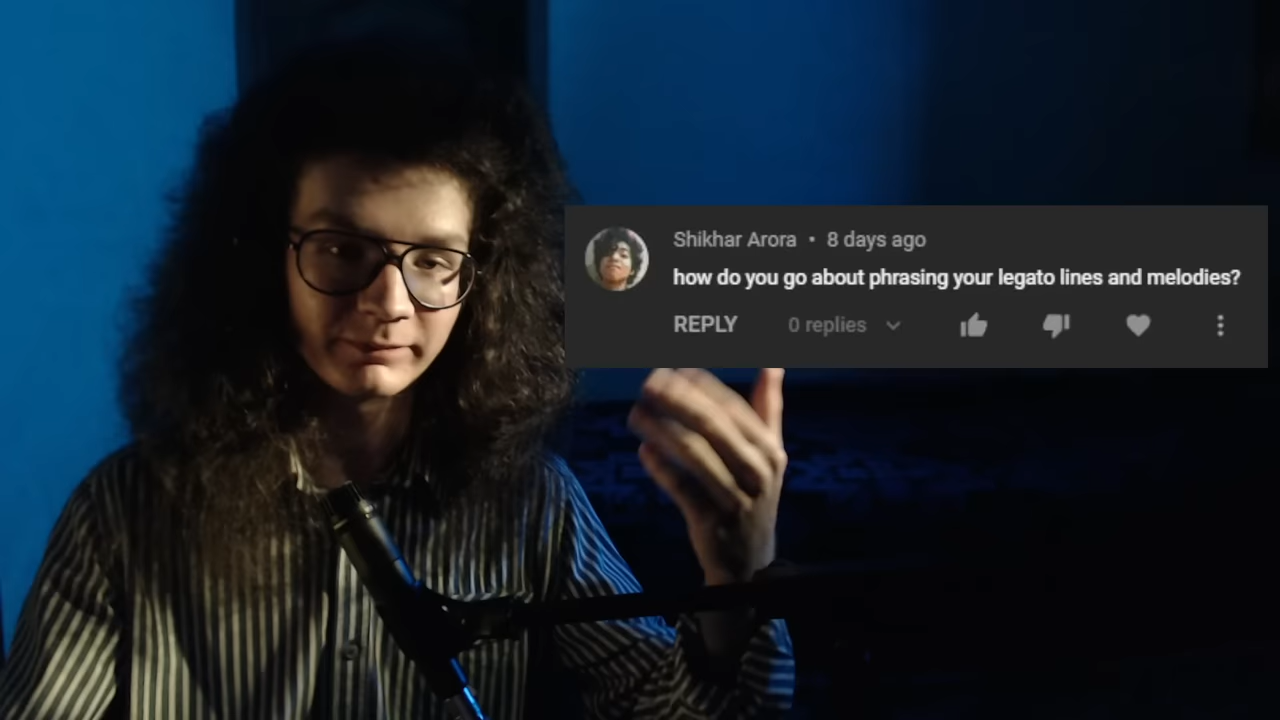 Shikhar Arora • 8 days ago
how do you go about phrasing your legato lines and melodies?
REPLY 0 replies